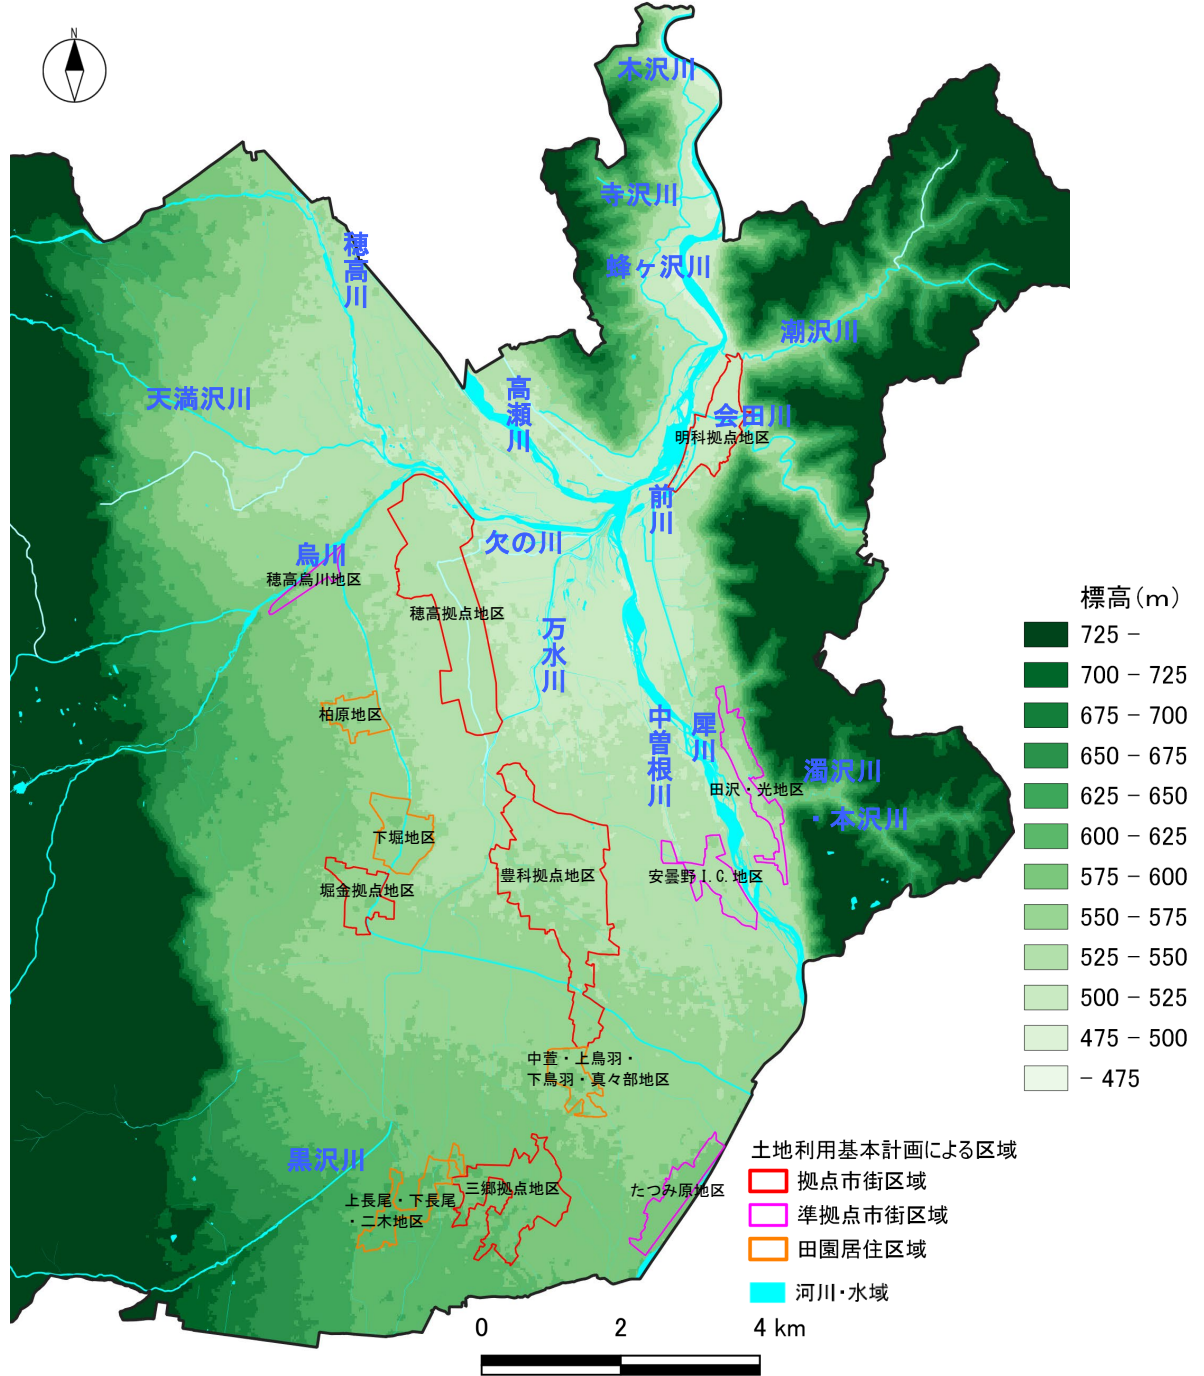 N
木沢川
寺沢川
蜂ヶ沢川
潮沢川
穂高川
天満沢川
高瀬川
会田川
明科拠点地区
前川
欠の川
烏川
穂高烏川地区
穂高拠点地区
万水川
柏原地区
中曽根川
犀川
田沢・光地区
濁沢川
・本沢川
下堀地区
堀金拠点地区
豊科拠点地区
安曇野I.C.地区
中萱・上鳥羽・
下鳥羽・真々部地区
黒沢川
上長尾・下長尾
・二木地区
三郷拠点地区
たつみ原地区
標高(m)
725 -
700 - 725
675 - 700
650 - 675
625 - 650
600 - 625
575 - 600
550 - 575
525 - 550
500 - 525
475 - 500
- 475
土地利用基本計画による区域
拠点市街区域
準拠点市街区域
田園居住区域
河川・水域
0 2 4 km